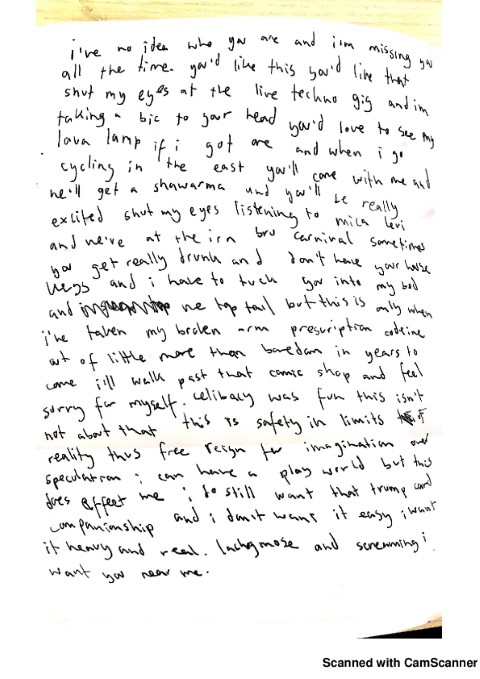 i've no idea who you are and i'm missing you
all the time. you'd like this you'd like that
shut my eyes at the live techno gig and im
taking a bic to your head you'd love to see my
lava lamp if i got one and when i go
cycling in the east you'll come with me and
we'll get a shawarma and you'll be really
excited shut my eyes listening to mica levi
and we're at the irn bru carnival sometimes
you get really drunk and don't have your house
keys and i have to tuck you into my bed
and we top tail but this is only when
i've taken my broken arm prescription codeine
out of little more than boredom in years to
come i'll walk past that comic shop and feel
sorry for myself. celibacy was fun this isn't
not about that this is safety in limits
reality thus free reign for imagination and
speculation i can have a play world but this
does effect me i do still want that trump card
companionship and i don't want it easy i want
it heavy and real. lachrymose and screaming i
want you near me.
Scanned with CamScanner